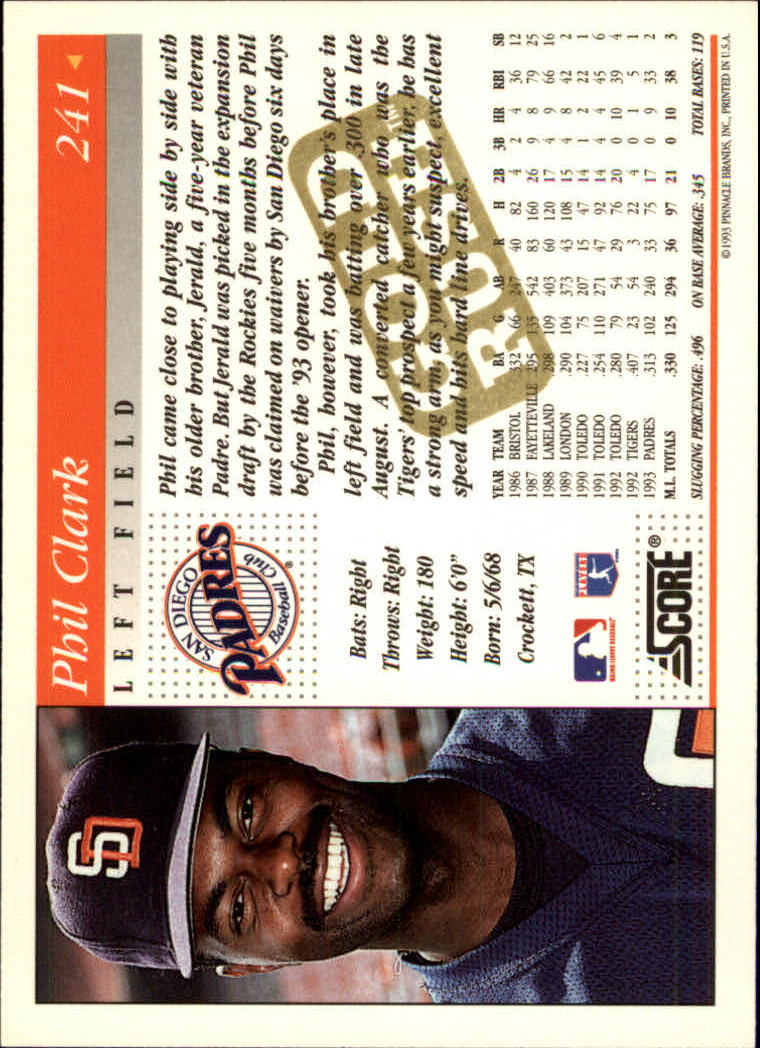 Phil Clark 241
LEFT FIELD
SAN DIEGO
PADRES
Baseball Club
®
Phil came close to playing side by side with
his older brother, Jerald, a five-year veteran
Padre. But Jerald was picked in the expansion
draft by the Rockies five months before Phil
was claimed on waivers by San Diego six days
before the '93 opener.
Phil, however, took his brother's place in
left field and was batting over .300 in late
August. A converted catcher who was the
Tigers' top prospect a few years earlier, he has
a strong arm, as you might suspect, excellent
speed and hits hard line drives.
GOLD
RUSH
TM
Bats: Right
Throws: Right
Weight: 180
Height: 6'0"
Born: 5/6/68
Crockett, TX
YEAR TEAM BA G AB R H 2B 3B HR RBI SB
1986 BRISTOL .332 66 247 40 82 4 2 4 36 12
1987 FAYETTEVILLE .295 135 542 83 160 26 9 8 79 25
1988 LAKELAND .298 109 403 60 120 17 4 9 66 16
1989 LONDON .290 104 373 43 108 15 4 8 42 2
1990 TOLEDO .227 75 207 15 47 14 1 2 22 1
1991 TOLEDO .254 110 271 47 92 14 4 4 45 6
1992 TOLEDO .280 79 54 29 76 20 0 10 39 4
1992 TIGERS .407 23 54 3 22 4 0 1 5 1
1993 PADRES .313 102 240 33 75 17 0 9 33 2
M.L. TOTALS .330 125 294 36 97 21 0 10 38 3
SLUGGING PERCENTAGE: .496 ON BASE AVERAGE: .345 TOTAL BASES: 119
MAJOR LEAGUE BASEBALL
PLAYERS
SCORE®
©1993 PINNACLE BRANDS, INC., PRINTED IN U.S.A.
SD